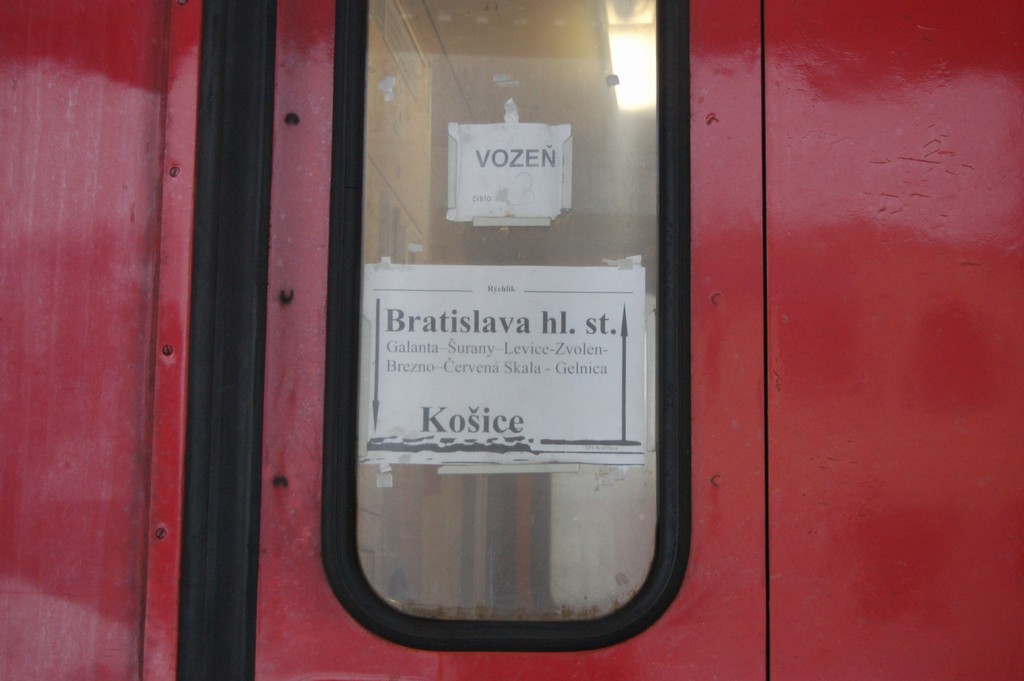 VOZEŇ
číslo 3
Rýchlik
Bratislava hl. st.
Galanta–Šurany–Levice-Zvolen-
Brezno–Červená Skala - Gelnica
Košice